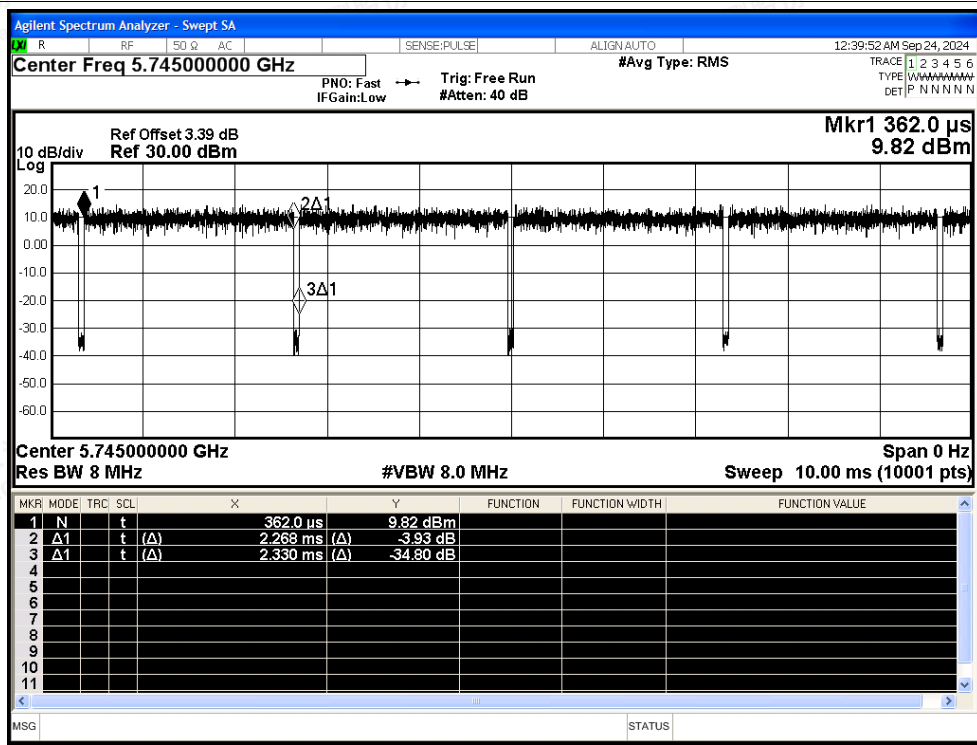 Agilent Spectrum Analyzer - Swept SA
LXI R RF 50 Ω AC SENSE:PULSE ALIGN AUTO 12:39:52 AM Sep 24, 2024
Center Freq 5.745000000 GHz #Avg Type: RMS TRACE 1 2 3 4 5 6
PNO: Fast Trig: Free Run TYPE WWWWWW
IFGain:Low #Atten: 40 dB DET P N N N N N
Ref Offset 3.39 dB Mkr1 362.0 µs
10 dB/div Ref 30.00 dBm 9.82 dBm
Log
20.0
1
2Δ1
10.0
0.00
-10.0
3Δ1
-20.0
-30.0
-40.0
-50.0
-60.0
Center 5.745000000 GHz Span 0 Hz
Res BW 8 MHz #VBW 8.0 MHz Sweep 10.00 ms (10001 pts)
MKR MODE TRC SCL X Y FUNCTION FUNCTION WIDTH FUNCTION VALUE
1 N t 362.0 µs 9.82 dBm
2 Δ1 t (Δ) 2.268 ms (Δ) -3.93 dB
3 Δ1 t (Δ) 2.330 ms (Δ) -34.80 dB
4
5
6
7
8
9
10
11
MSG STATUS